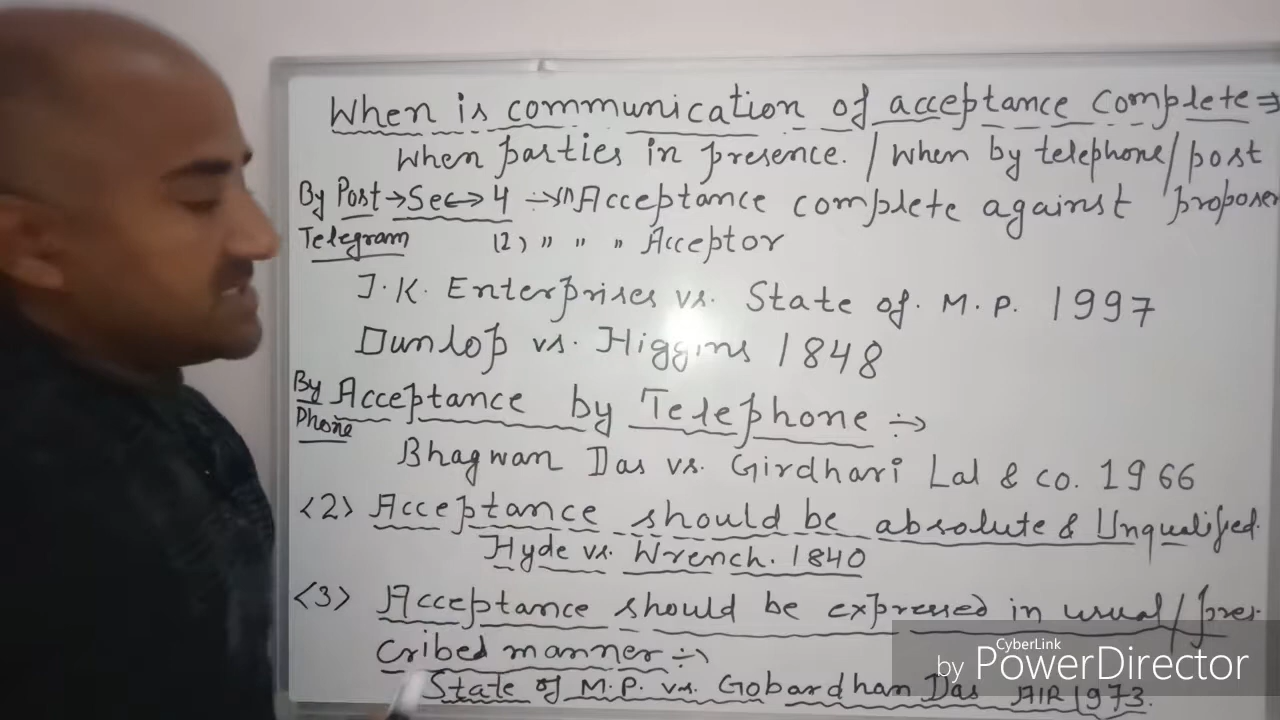 When is communication of acceptance complete ⇒
When parties in presence. / When by telephone / post
By Post → Sec → 4 ÷→ (1) Acceptance complete against proposer
Telegram (2) " " " Acceptor
J.K. Enterprises vs. State of. M.P. 1997
Dunlop vs. Higgins 1848
By Phone
Acceptance by Telephone ÷→
Bhagwan Das vs. Girdhari Lal & co. 1966
<2> Acceptance should be absolute & Unqualified.
Hyde vs. Wrench. 1840
<3> Acceptance should be expressed in usual / pres-
cribed manner ÷→
State of M.P. vs. Gobardhan Das AIR 1973.
CyberLink
by PowerDirector